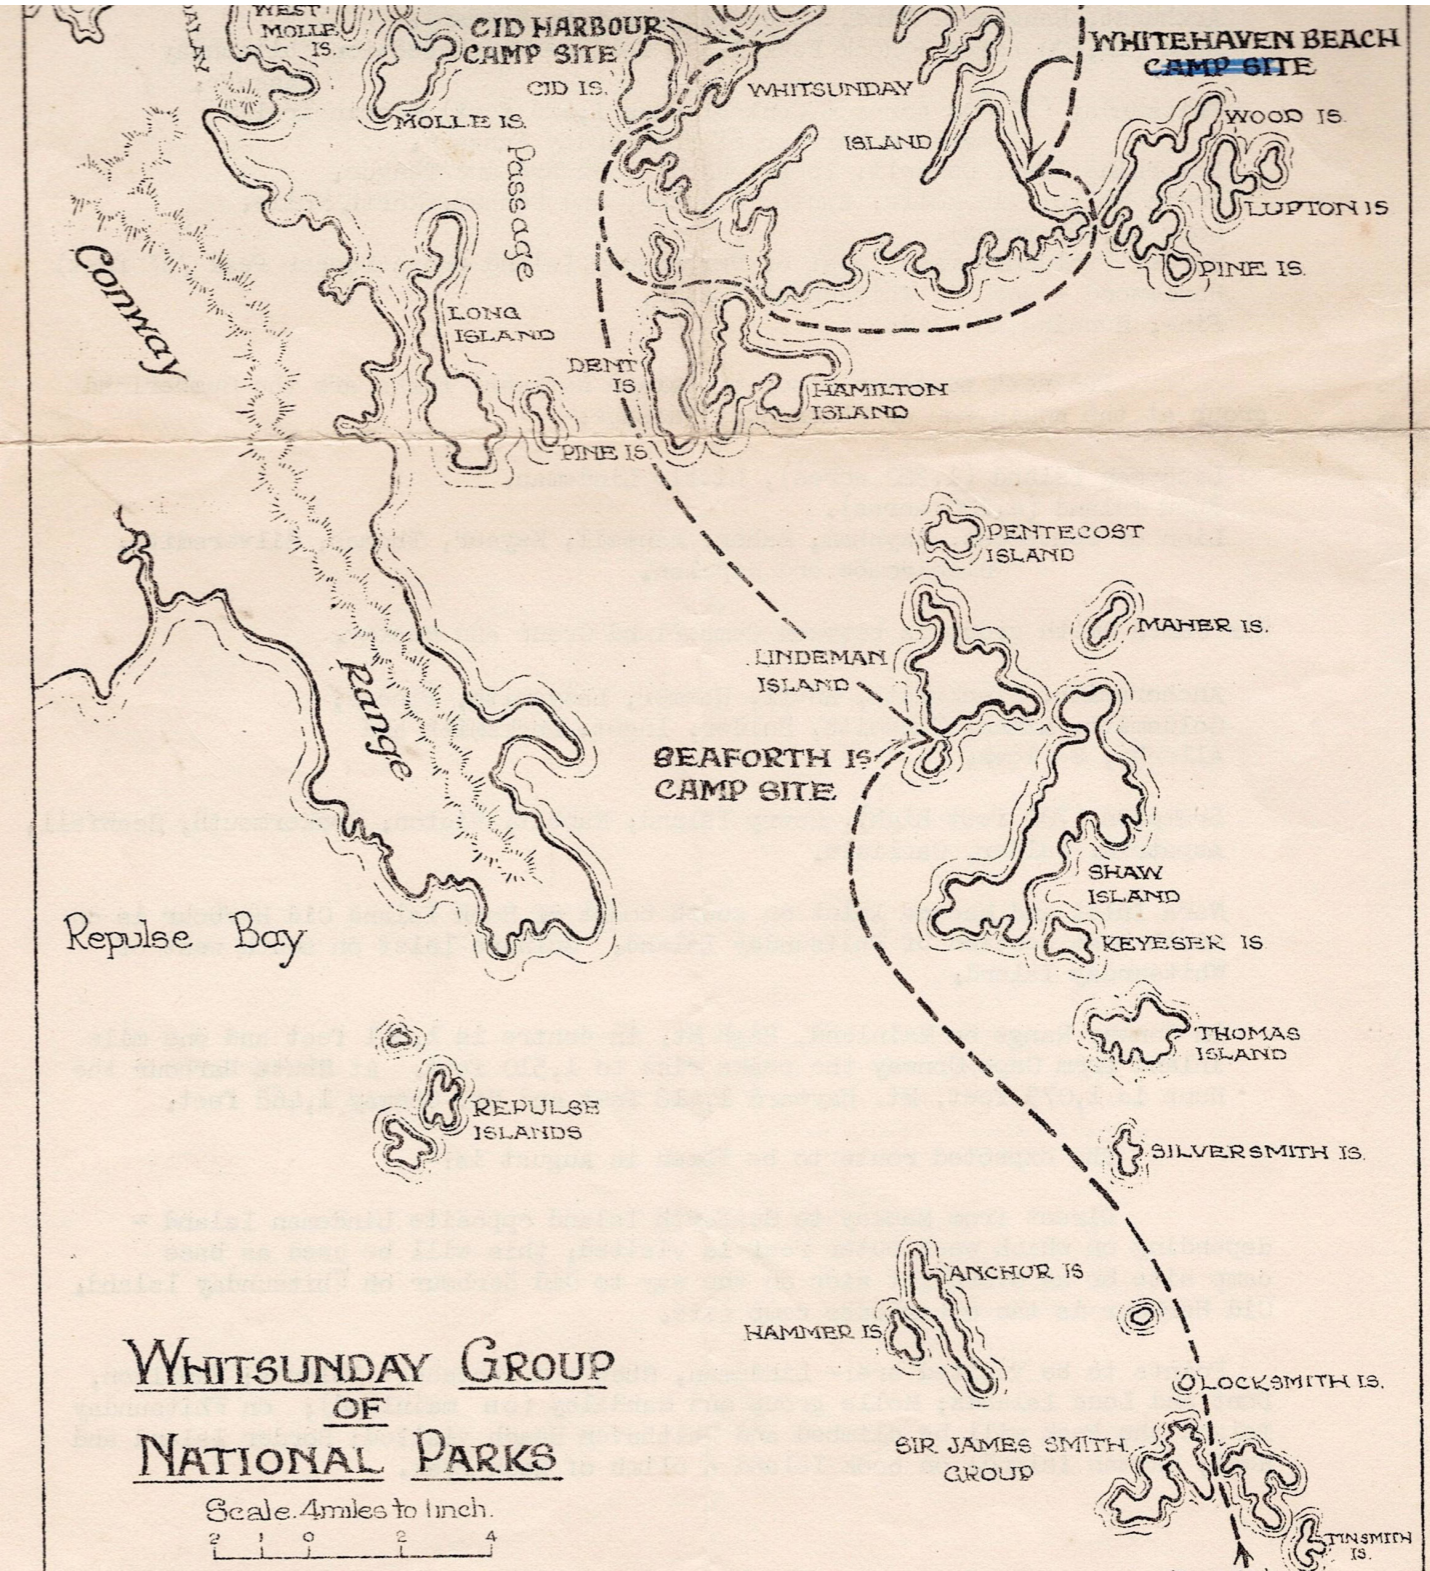 WEST
MOLLE
IS.
CID HARBOUR
CAMP SITE
CID IS.
WHITSUNDAY
ISLAND
WHITEHAVEN BEACH
CAMP SITE
WOOD IS.
MOLLE IS.
Passage
LUPTON IS
PINE IS.
Conway
LONG
ISLAND
DENT
IS.
HAMILTON
ISLAND
PINE IS.
PENTECOST
ISLAND
MAHER IS.
LINDEMAN
ISLAND
Range
SEAFORTH IS
CAMP SITE
SHAW
ISLAND
Repulse Bay
KEYESER IS
THOMAS
ISLAND
REPULSE
ISLANDS
SILVERSMITH IS.
ANCHOR IS
HAMMER IS.
LOCKSMITH IS.
WHITSUNDAY GROUP
OF
NATIONAL PARKS
SIR JAMES SMITH
GROUP
Scale. 4 miles to 1 inch.
2 1 0 2 4
TINSMITH
IS.